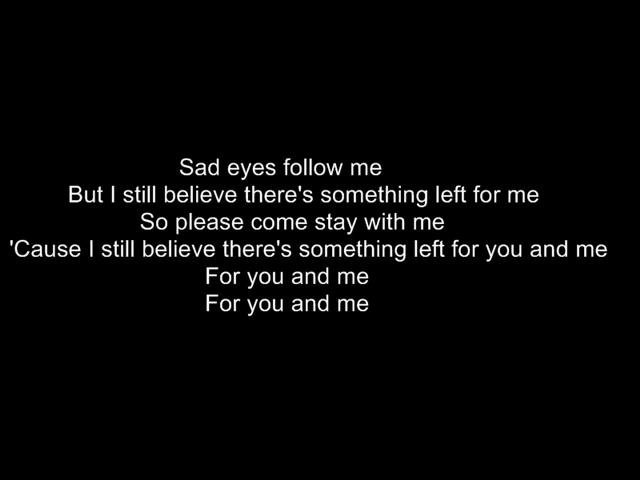 Sad eyes follow me
But I still believe there's something left for me
So please come stay with me
'Cause I still believe there's something left for you and me
For you and me
For you and me